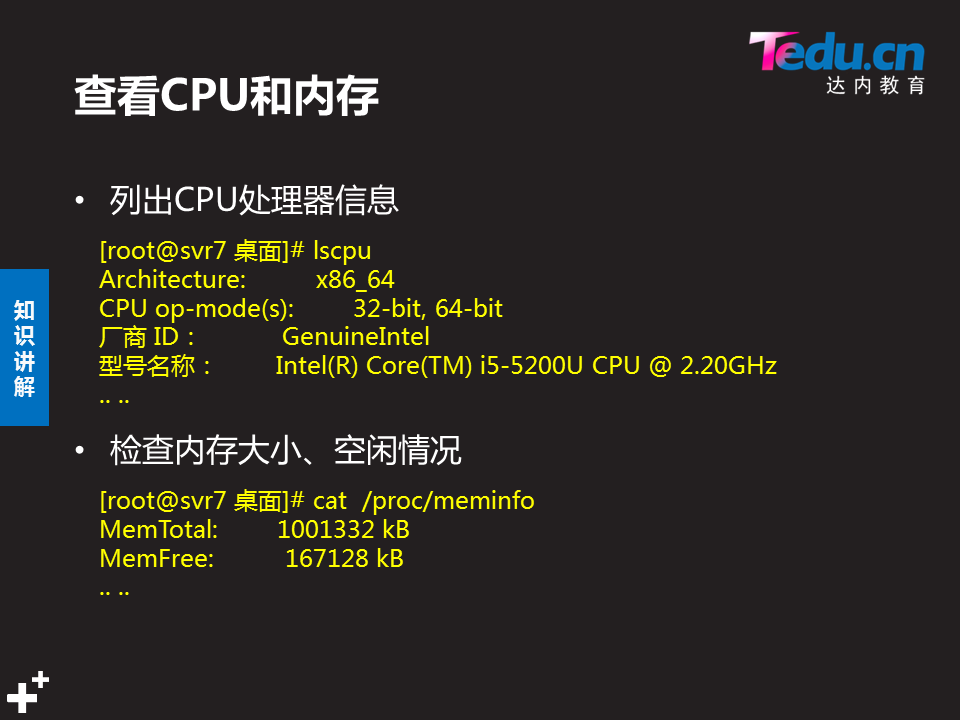 Tedu.cn
达内教育
查看CPU和内存
• 列出CPU处理器信息
[root@svr7 桌面]# lscpu
Architecture: x86_64
CPU op-mode(s): 32-bit, 64-bit
厂商 ID： GenuineIntel
型号名称： Intel(R) Core(TM) i5-5200U CPU @ 2.20GHz
.. ..
知识讲解
• 检查内存大小、空闲情况
[root@svr7 桌面]# cat /proc/meminfo
MemTotal: 1001332 kB
MemFree: 167128 kB
.. ..